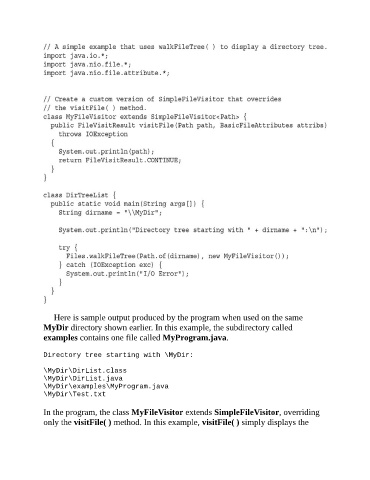 // A simple example that uses walkFileTree( ) to display a directory tree.
import java.io.*;
import java.nio.file.*;
import java.nio.file.attribute.*;

// Create a custom version of SimpleFileVisitor that overrides
// the visitFile( ) method.
class MyFileVisitor extends SimpleFileVisitor<Path> {
  public FileVisitResult visitFile(Path path, BasicFileAttributes attribs)
    throws IOException
  {
    System.out.println(path);
    return FileVisitResult.CONTINUE;
  }
}

class DirTreeList {
  public static void main(String args[]) {
    String dirname = "\\MyDir";

    System.out.println("Directory tree starting with " + dirname + ":\n");

    try {
      Files.walkFileTree(Path.of(dirname), new MyFileVisitor());
    } catch (IOException exc) {
      System.out.println("I/O Error");
    }
  }
}

Here is sample output produced by the program when used on the same
MyDir directory shown earlier. In this example, the subdirectory called
examples contains one file called MyProgram.java.

Directory tree starting with \MyDir:

\MyDir\DirList.class
\MyDir\DirList.java
\MyDir\examples\MyProgram.java
\MyDir\Test.txt

In the program, the class MyFileVisitor extends SimpleFileVisitor, overriding
only the visitFile( ) method. In this example, visitFile( ) simply displays the